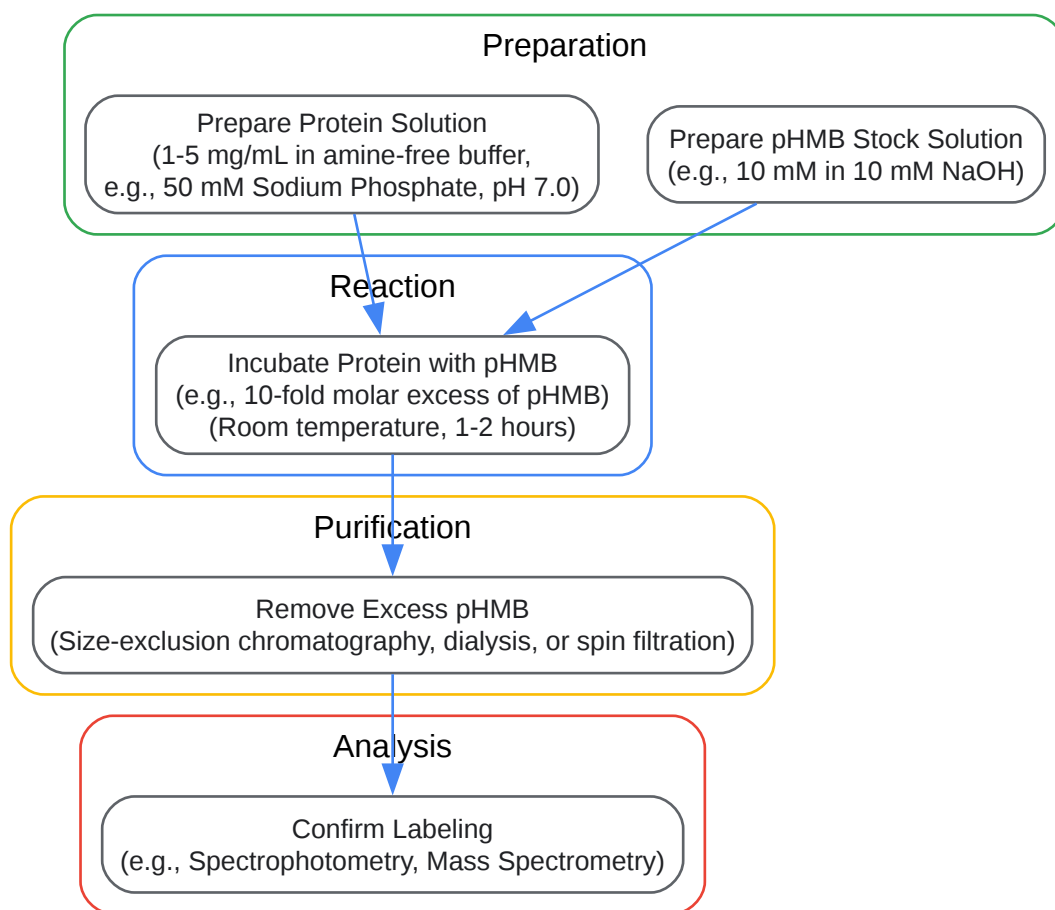 Preparation
Prepare Protein Solution
(1-5 mg/mL in amine-free buffer,
e.g., 50 mM Sodium Phosphate, pH 7.0)
Prepare pHMB Stock Solution
(e.g., 10 mM in 10 mM NaOH)
Reaction
Incubate Protein with pHMB
(e.g., 10-fold molar excess of pHMB)
(Room temperature, 1-2 hours)
Purification
Remove Excess pHMB
(Size-exclusion chromatography, dialysis, or spin filtration)
Analysis
Confirm Labeling
(e.g., Spectrophotometry, Mass Spectrometry)